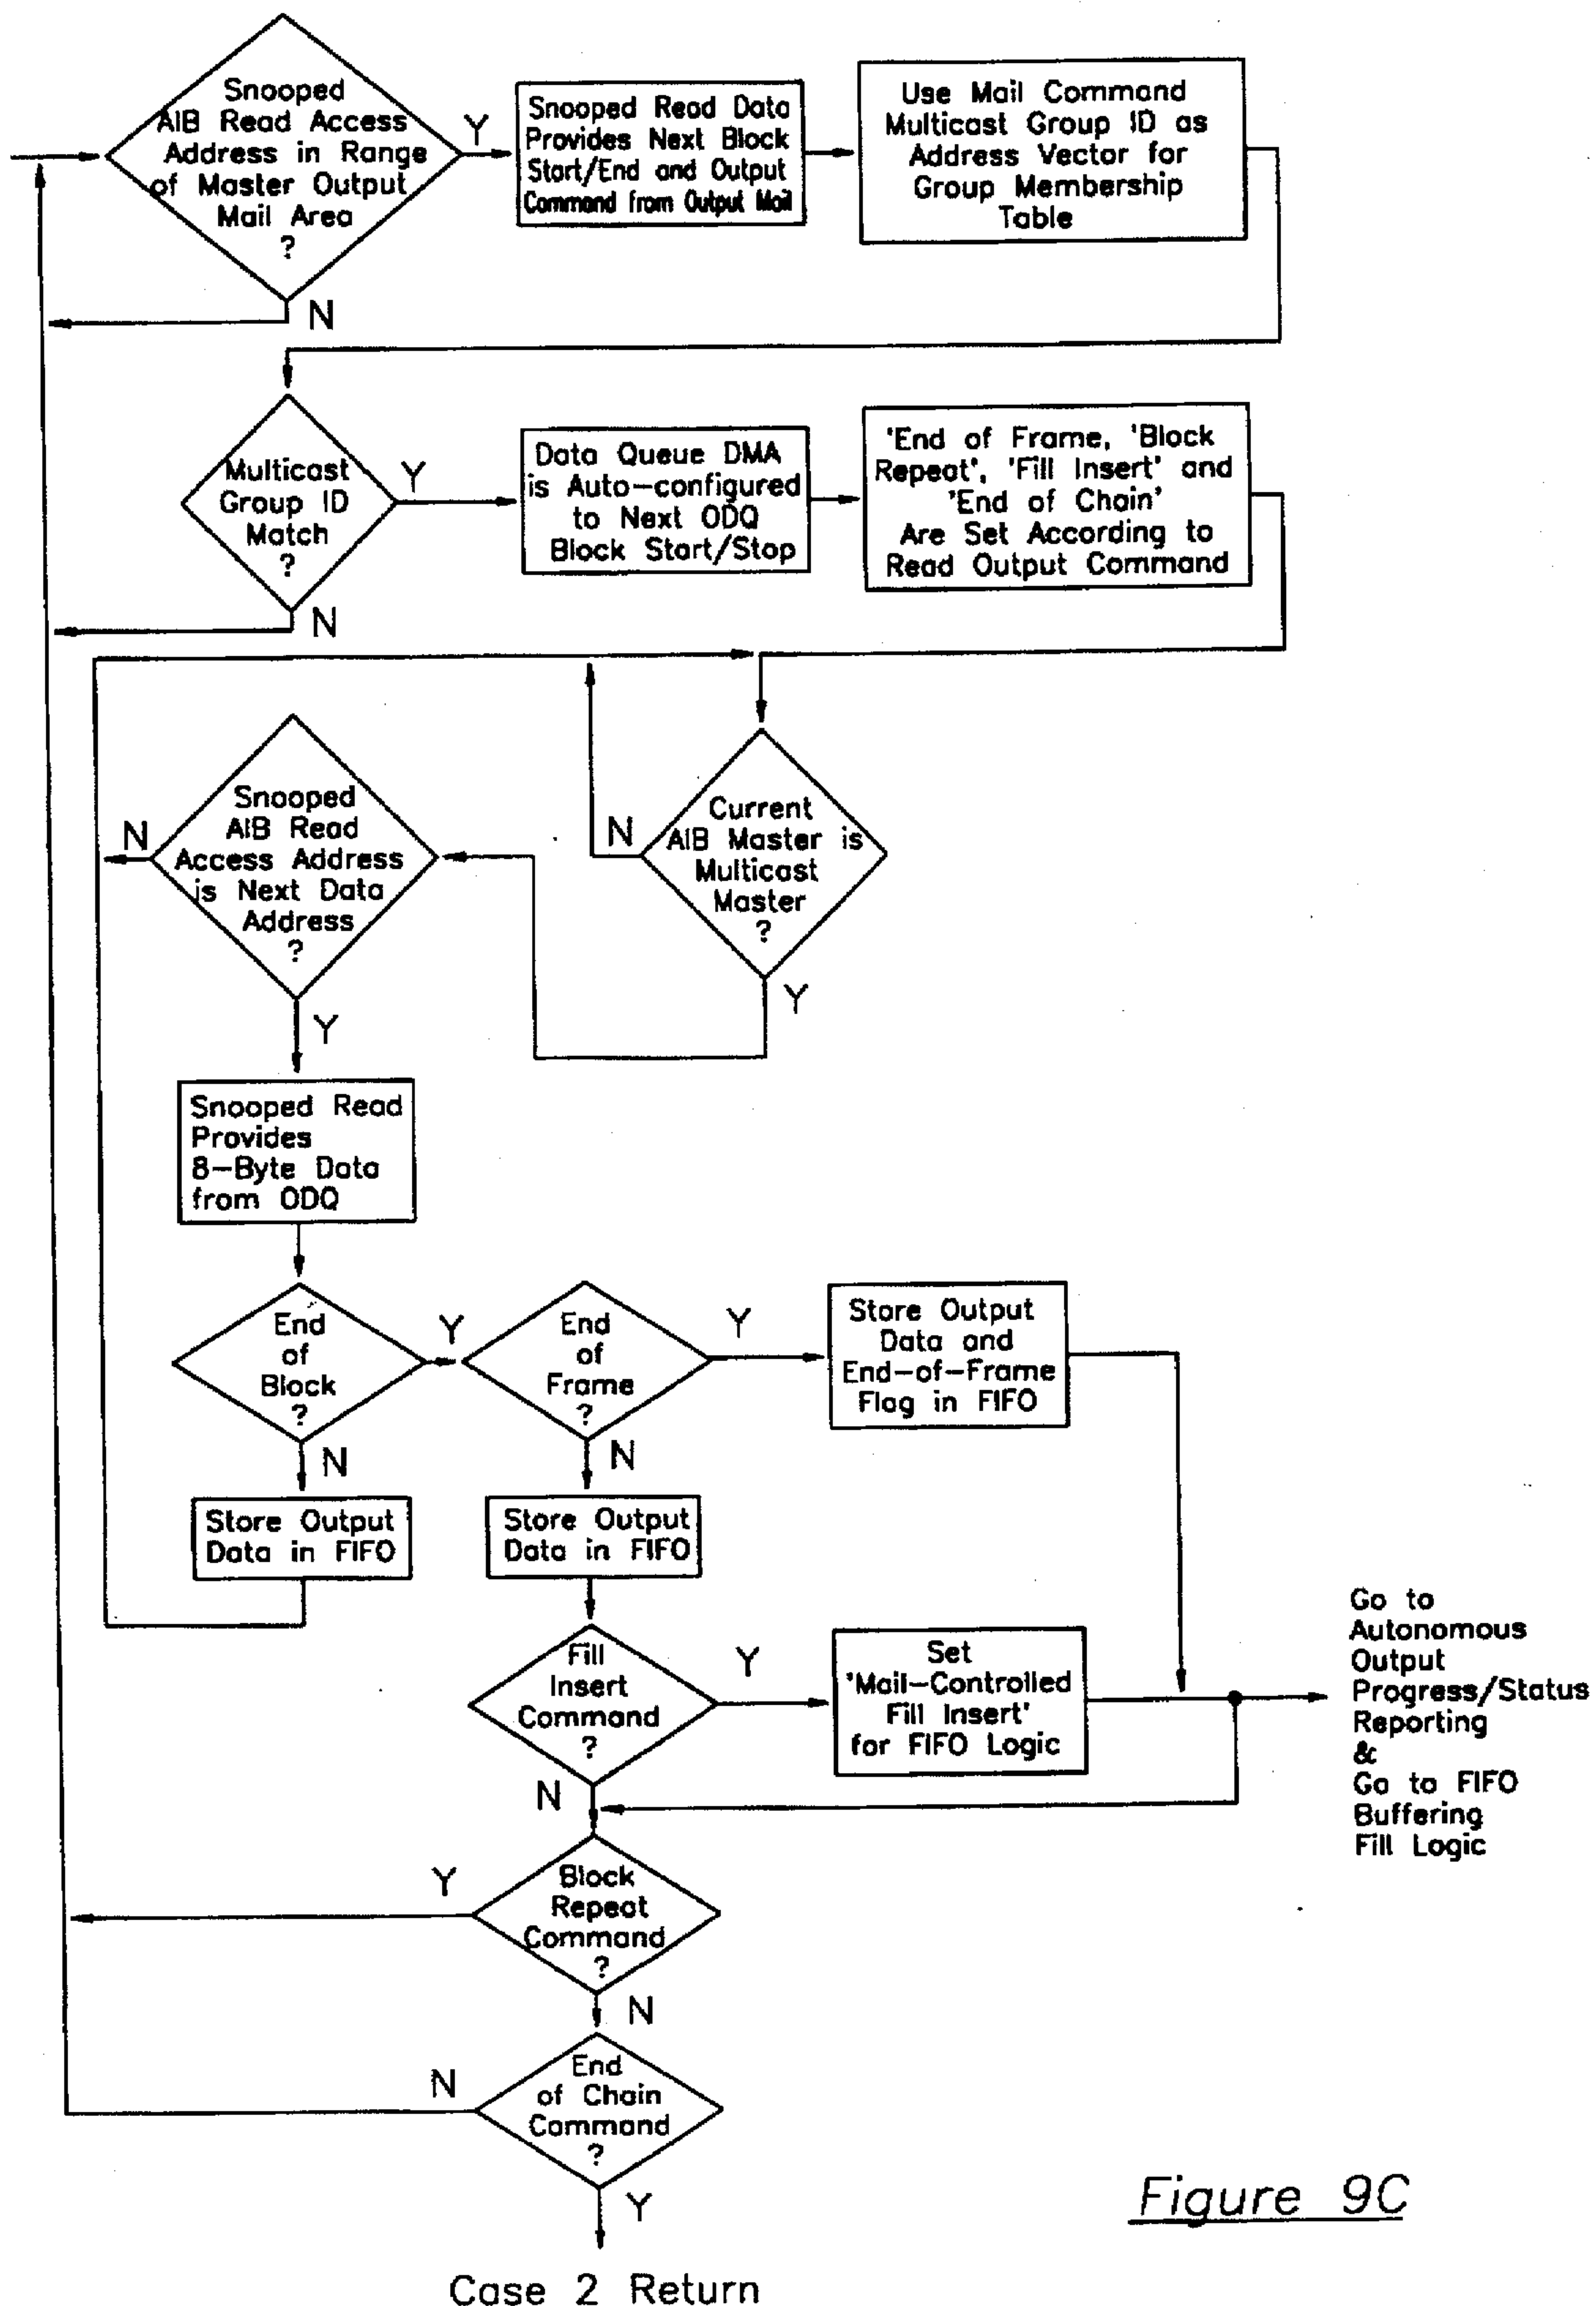 Snooped
AIB Read Access
Address in Range
of Master Output
Mail Area
?
Y
N
Snooped Read Data
Provides Next Block
Start/End and Output
Command from Output Mail
Use Mail Command
Multicast Group ID as
Address Vector for
Group Membership
Table
Multicast
Group ID
Match
?
Y
N
Data Queue DMA
is Auto-configured
to Next ODQ
Block Start/Stop
'End of Frame, 'Block
Repeat', 'Fill Insert' and
'End of Chain'
Are Set According to
Read Output Command
Current
AIB Master is
Multicast
Master
?
N
Y
Snooped
AIB Read
Access Address
is Next Data
Address
?
N
Y
Snooped Read
Provides
8-Byte Data
from ODQ
End
of
Block
?
Y
N
End
of
Frame
?
Y
N
Store Output
Data and
End-of-Frame
Flag in FIFO
Store Output
Data in FIFO
Store Output
Data in FIFO
Fill
Insert
Command
?
Y
N
Set
'Mail-Controlled
Fill Insert'
for FIFO Logic
Go to
Autonomous
Output
Progress/Status
Reporting
&
Go to FIFO
Buffering
Fill Logic
Block
Repeat
Command
?
Y
N
End
of Chain
Command
?
N
Y
Case 2 Return
Figure 9C